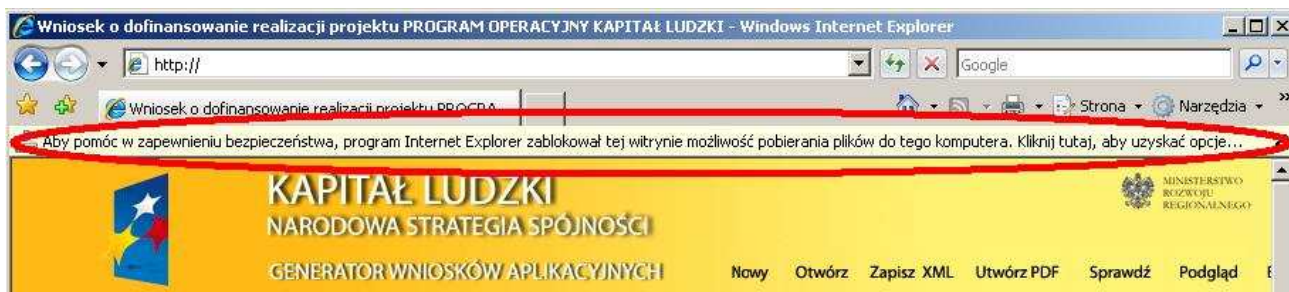 Wniosek o dofinansowanie realizacji projektu PROGRAM OPERACYJNY KAPITAŁ LUDZKI - Windows Internet Explorer
http://
Google
Wniosek o dofinansowanie realizacji projektu PROGRA...
Strona
Narzędzia
Aby pomóc w zapewnieniu bezpieczeństwa, program Internet Explorer zablokował tej witrynie możliwość pobierania plików do tego komputera. Kliknij tutaj, aby uzyskać opcje...
KAPITAŁ LUDZKI
NARODOWA STRATEGIA SPÓJNOŚCI
MINISTERSTWO
ROZWOJU
REGIONALNEGO
GENERATOR WNIOSKÓW APLIKACYJNYCH
Nowy Otwórz Zapisz XML Utwórz PDF Sprawdź Podgląd